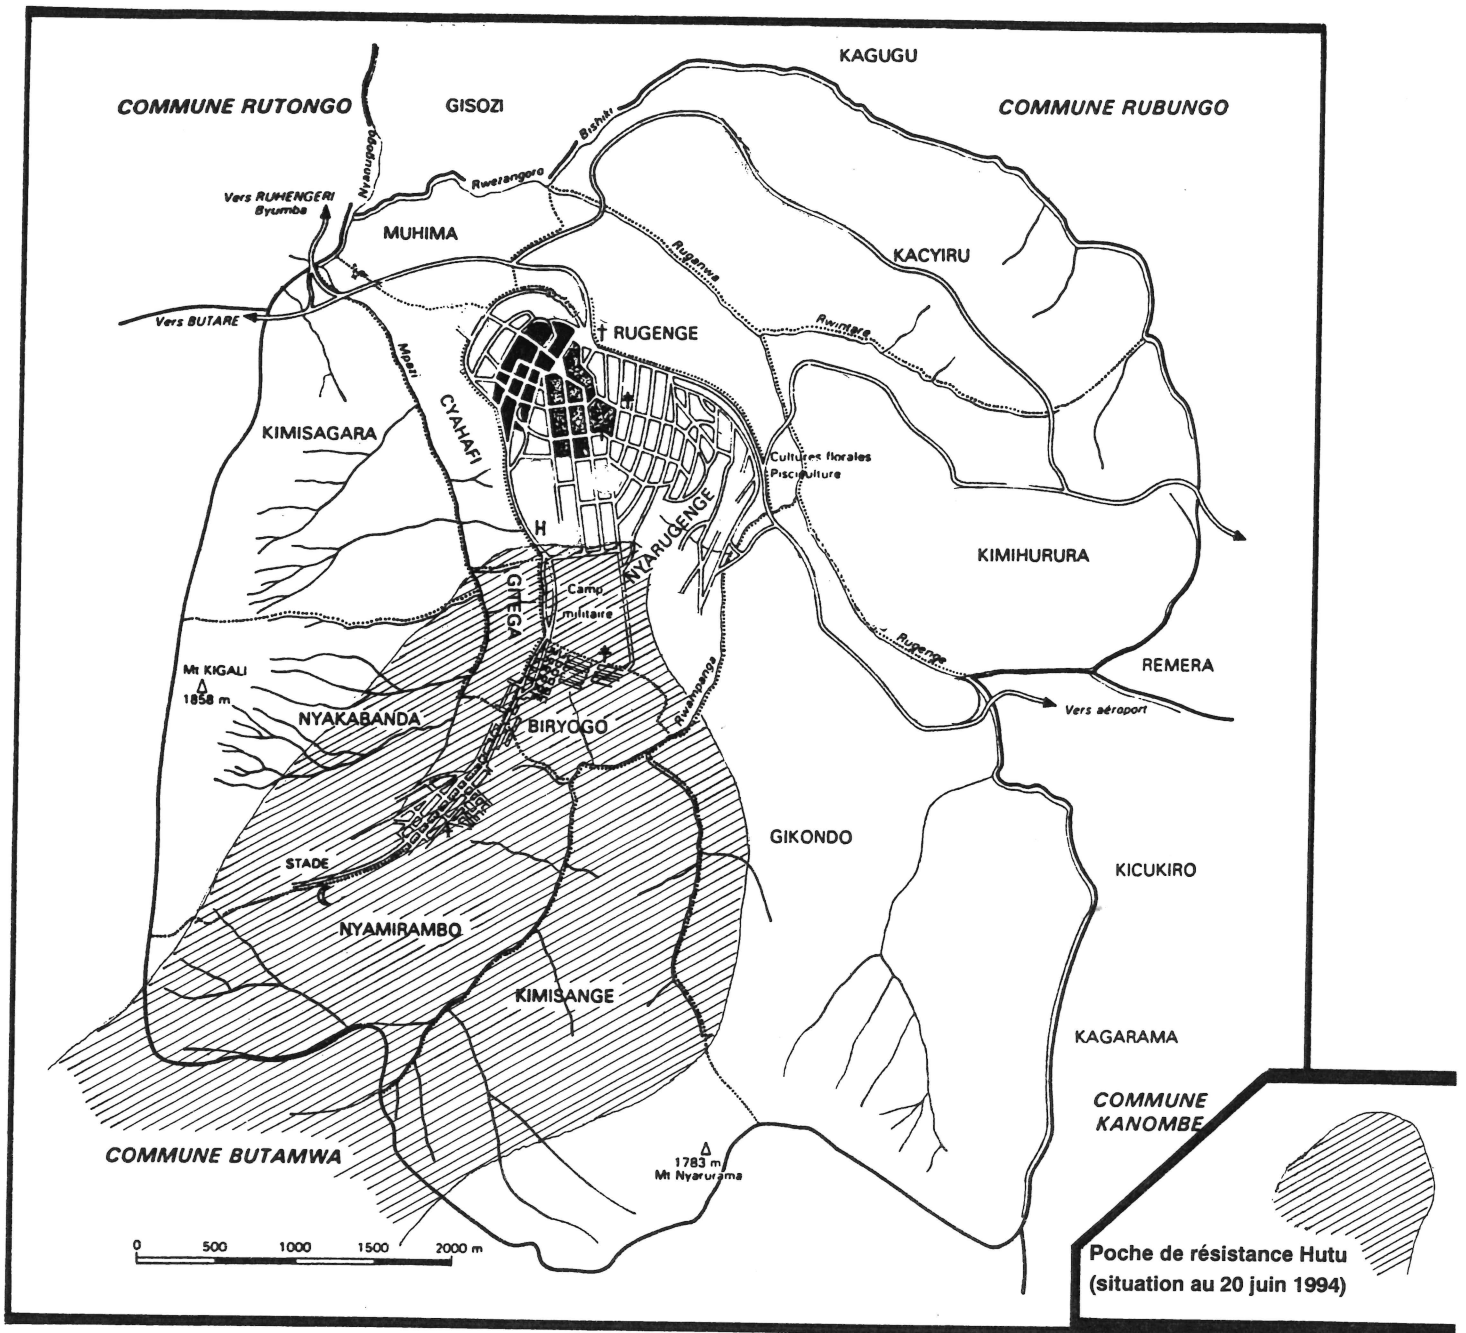 KAGUGU
COMMUNE RUTONGO
GISOZI
COMMUNE RUBUNGO
Bishiki
Nyanugogo
Rwezangoro
Vers RUHENGERI
Byumba
MUHIMA
Ruganwa
KACYIRU
Vers BUTARE
Rwintare
RUGENGE
Mpazi
CYAHAFI
KIMISAGARA
Cultures florales
Pisciculture
NYARUGENGE
H
KIMIHURURA
GITEGA
Camp
militaire
Rugenge
REMERA
Mt KIGALI
1858 m
Rwampanga
NYAKABANDA
BIRYOGO
Vers aéroport
GIKONDO
STADE
KICUKIRO
NYAMIRAMBO
KIMISANGE
KAGARAMA
COMMUNE
KANOMBE
COMMUNE BUTAMWA
1783 m
Mt Nyarurama
0 500 1000 1500 2000 m
Poche de résistance Hutu
(situation au 20 juin 1994)